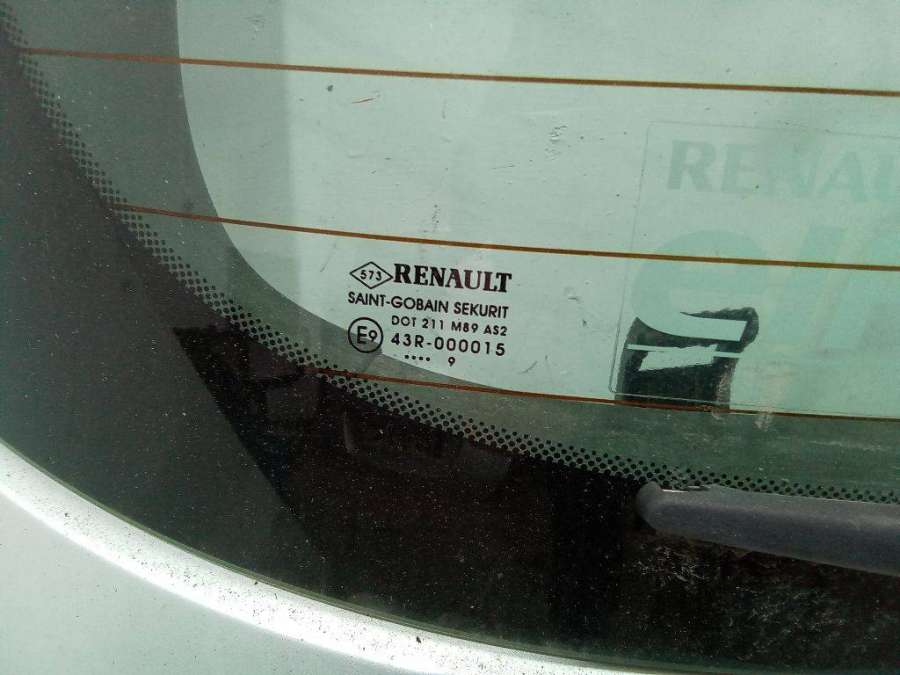 573 RENAULT
SAINT-GOBAIN SEKURIT
DOT 211 M89 AS2
E9 43R-000015
•••• 9
RENAU